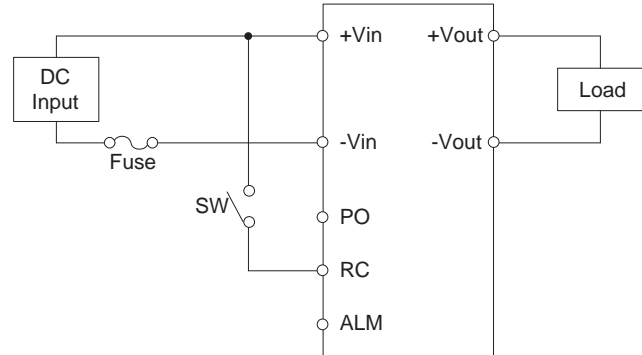 +Vin
+Vout
DC
Input
Load
-Vin
-Vout
Fuse
SW
PO
RC
ALM